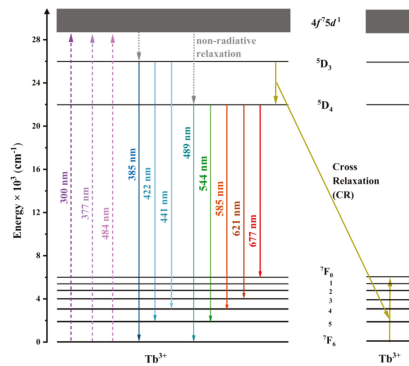 4f⁷5d¹
non-radiative
relaxation
⁵D₃
⁵D₄
28
24
20
16
12
8
4
0
Energy × 10³ (cm⁻¹)
300 nm
377 nm
484 nm
385 nm
422 nm
441 nm
489 nm
544 nm
585 nm
621 nm
677 nm
Cross
Relaxation
(CR)
⁷F₀
1
2
3
4
5
⁷F₆
Tb³⁺
Tb³⁺